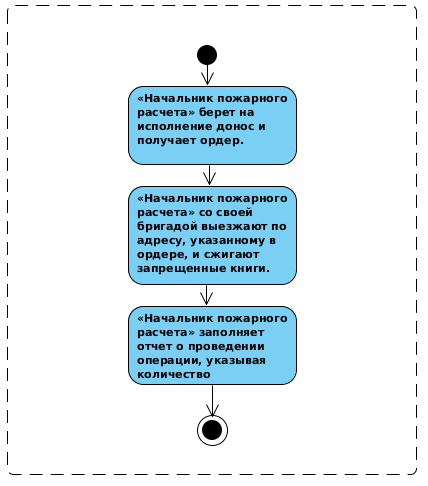 «Начальник пожарного
расчета» берет на
исполнение донос и
получает ордер.
«Начальник пожарного
расчета» со своей
бригадой выезжают по
адресу, указанному в
ордере, и сжигают
запрещенные книги.
«Начальник пожарного
расчета» заполняет
отчет о проведении
операции, указывая
количество